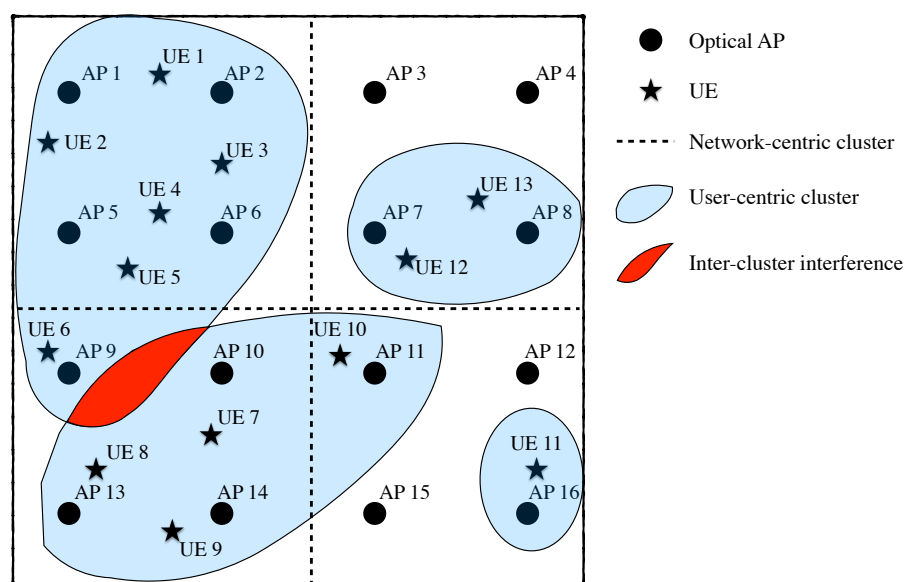 UE 1
AP 1
AP 2
AP 3
AP 4
UE 2
UE 3
UE 4
UE 13
AP 5
AP 6
AP 7
AP 8
UE 5
UE 12
UE 6
UE 10
AP 9
AP 10
AP 11
AP 12
UE 7
UE 8
UE 11
AP 13
AP 14
AP 15
AP 16
UE 9
Optical AP
UE
Network-centric cluster
User-centric cluster
Inter-cluster interference